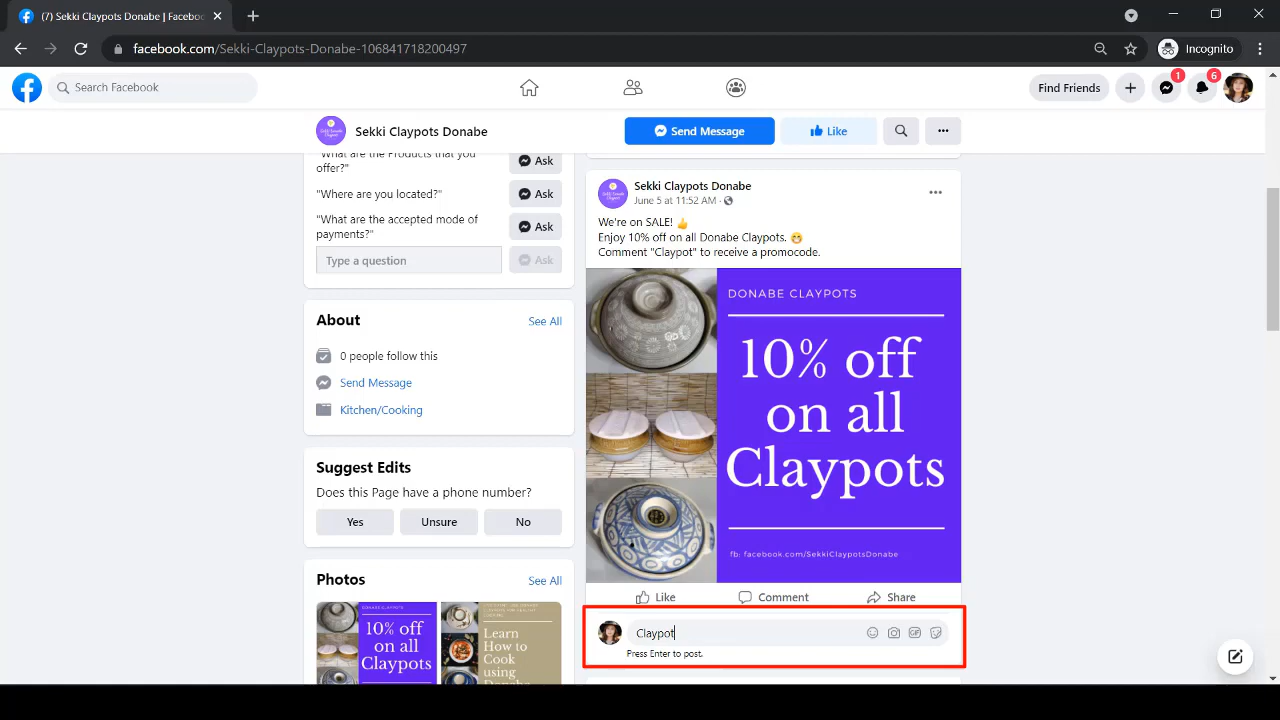 (7) Sekki Claypots Donabe | Facebo
facebook.com/Sekki-Claypots-Donabe-106841718200497
Incognito
Search Facebook
Find Friends
1
6
Sekki Claypots Donabe
Send Message
Like
"What are the Products that you
offer?"
Ask
"Where are you located?"
Ask
"What are the accepted mode of
payments?"
Ask
Type a question
Ask
About
See All
0 people follow this
Send Message
Kitchen/Cooking
Suggest Edits
Does this Page have a phone number?
Yes
Unsure
No
Photos
See All
DONABE CLAYPOTS
10% off
on all
Claypots
Learn
How to
Cook
using
Sekki Claypots Donabe
June 5 at 11:52 AM ·
We're on SALE!
Enjoy 10% off on all Donabe Claypots.
Comment "Claypot" to receive a promocode.
DONABE CLAYPOTS
10% off
on all
Claypots
fb: facebook.com/SekkiClaypotsDonabe
Like
Comment
Share
Claypot
GIF
Press Enter to post.